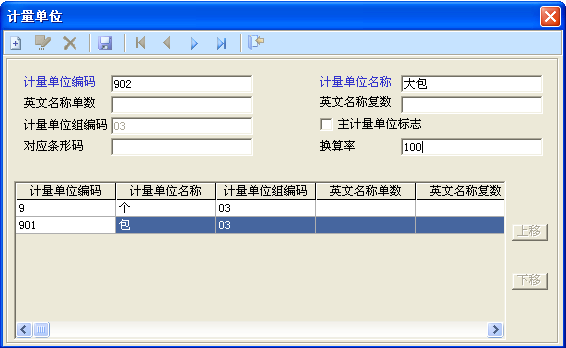 计量单位
计量单位编码 902 计量单位名称 大包
英文名称单数 英文名称复数
计量单位组编码 03 主计量单位标志
对应条形码 换算率 100
计量单位编码 计量单位名称 计量单位组编码 英文名称单数 英文名称复数
9 个 03
901 包 03
上移
下移